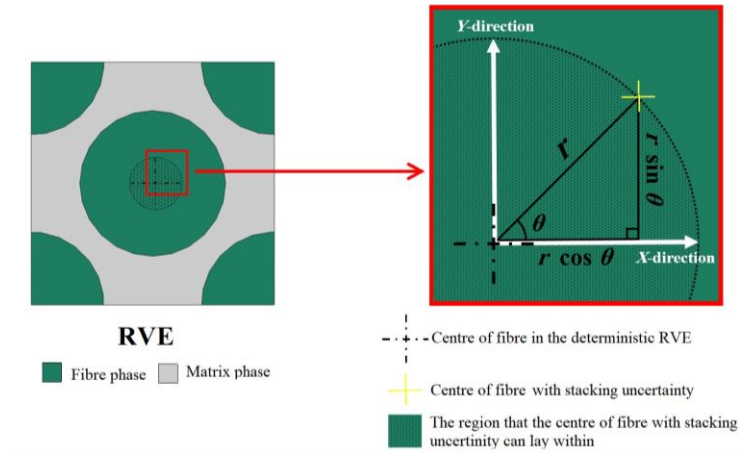 Y-direction
r
r sin θ
θ
r cos θ
X-direction
RVE
Fibre phase
Matrix phase
Centre of fibre in the deterministic RVE
Centre of fibre with stacking uncertainty
The region that the centre of fibre with stacking
uncertinity can lay within